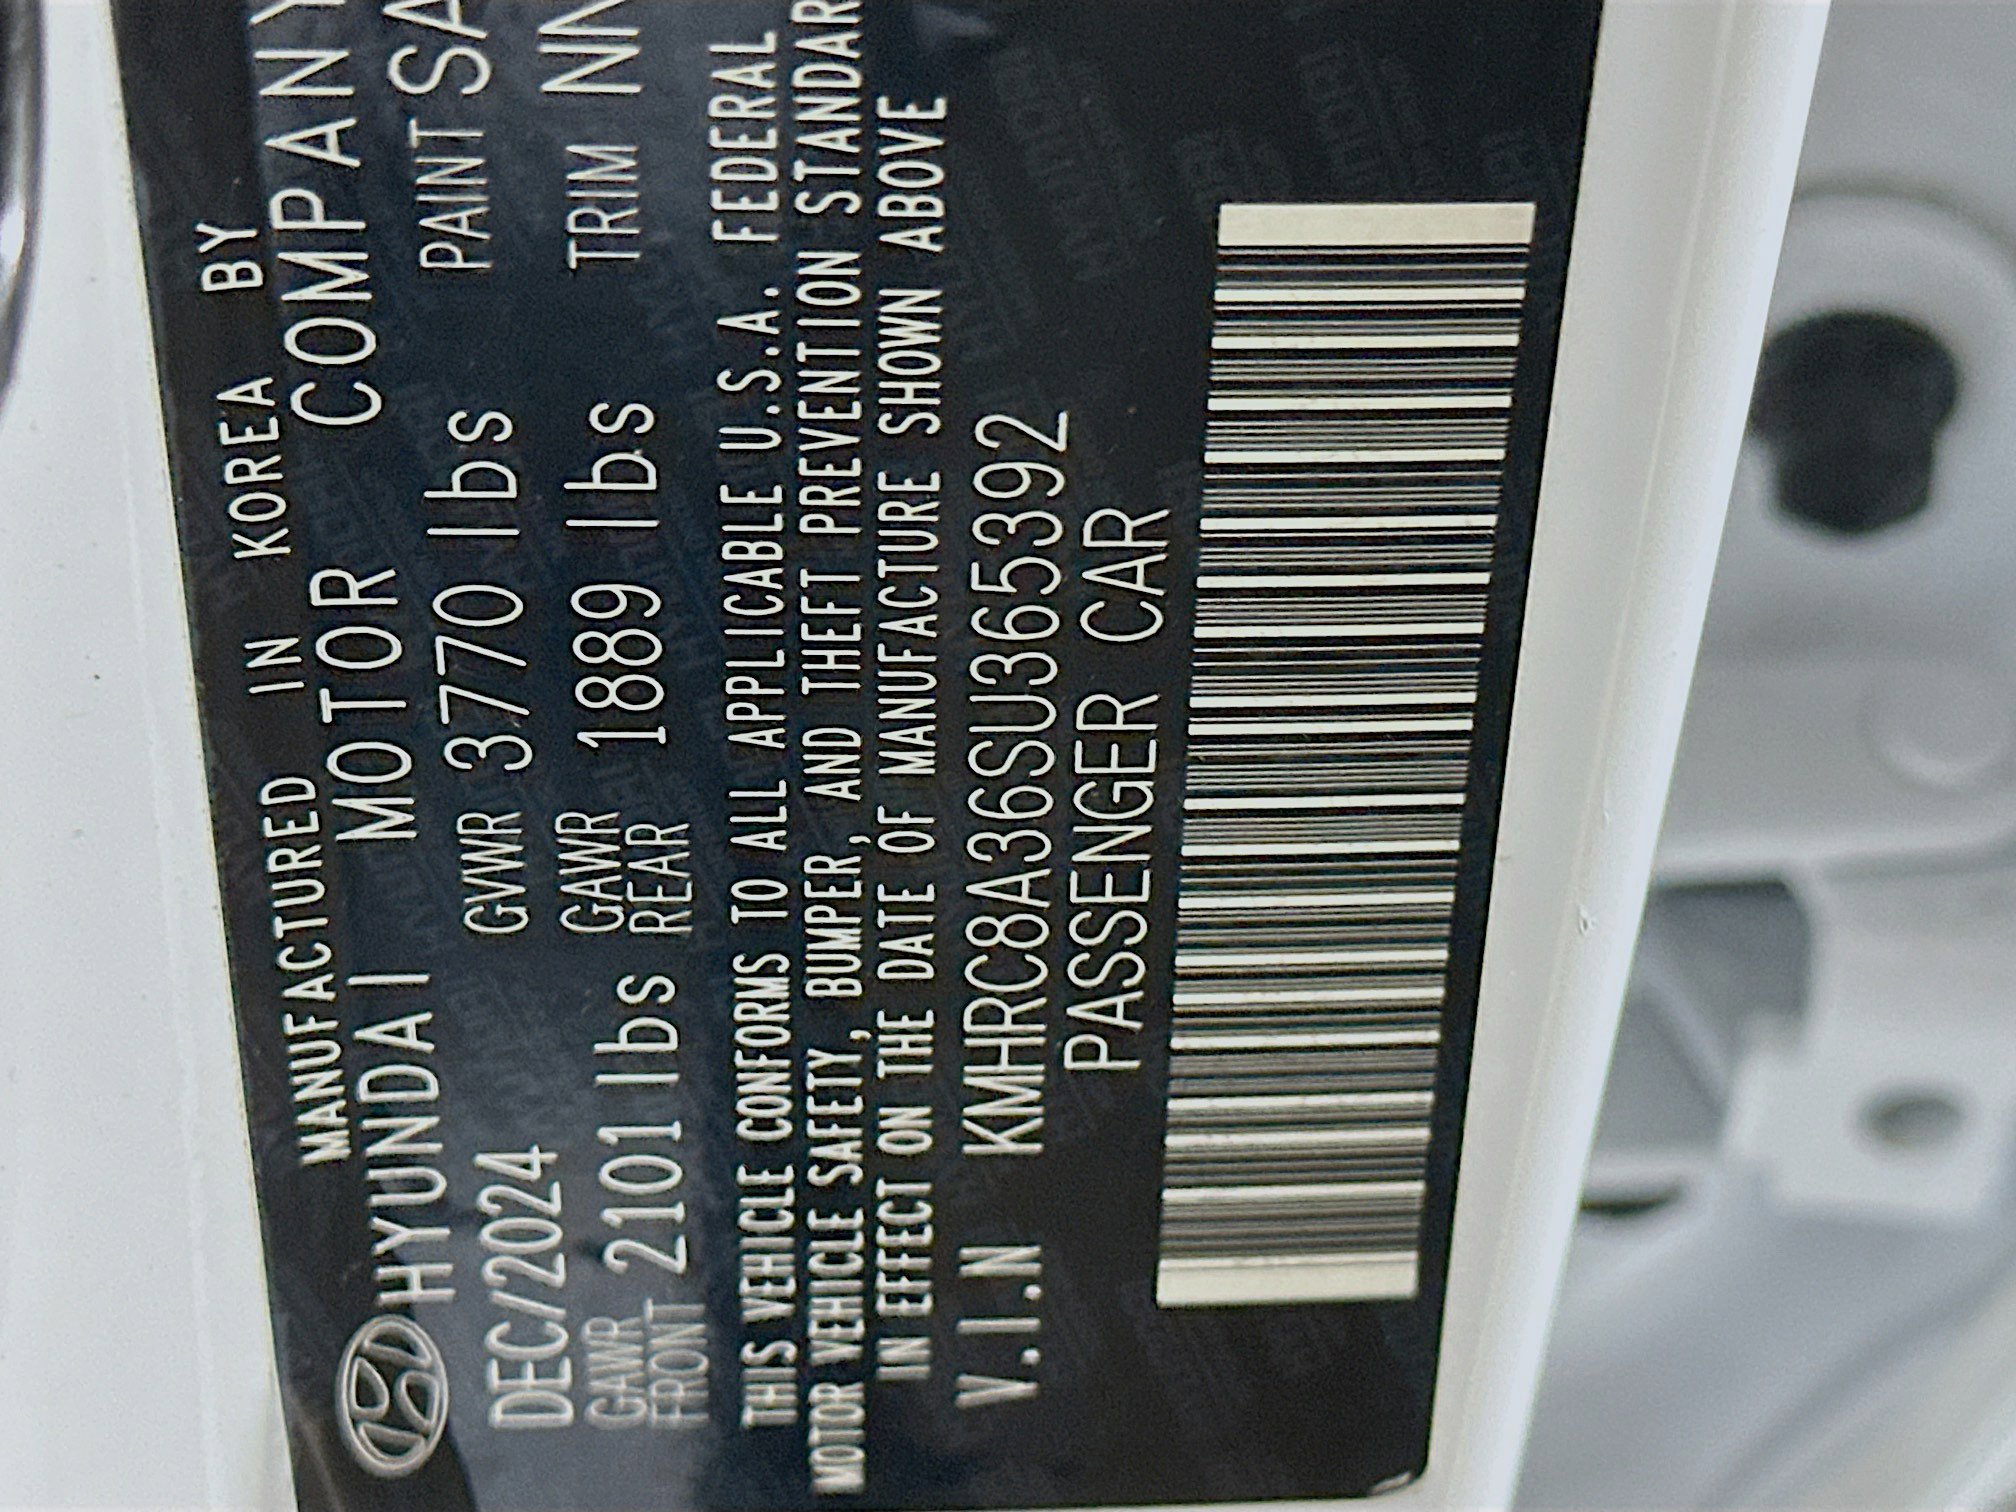 MANUFACTURED IN KOREA BY
HYUNDAI MOTOR COMPANY
DEC/2024 GVWR 3770 lbs PAINT SA
GAWR FRONT 2101 lbs GAWR REAR 1889 lbs TRIM NN
THIS VEHICLE CONFORMS TO ALL APPLICABLE U.S.A. FEDERAL
MOTOR VEHICLE SAFETY, BUMPER, AND THEFT PREVENTION STANDAR
IN EFFECT ON THE DATE OF MANUFACTURE SHOWN ABOVE
V.I.N KMHRC8A36SU365392
PASSENGER CAR